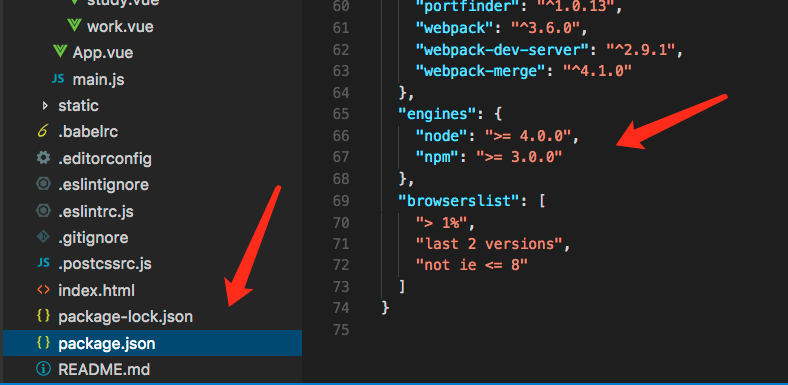 study.vue
work.vue
App.vue
JS main.js
static
.babelrc
.editorconfig
.eslintignore
.eslintrc.js
.gitignore
JS .postcssrc.js
<> index.html
{} package-lock.json
{} package.json
README.md
60 "portfinder": "^1.0.13",
61 "webpack": "^3.6.0",
62 "webpack-dev-server": "^2.9.1",
63 "webpack-merge": "^4.1.0"
64 },
65 "engines": {
66 "node": ">= 4.0.0",
67 "npm": ">= 3.0.0"
68 },
69 "browserslist": [
70 "> 1%",
71 "last 2 versions",
72 "not ie <= 8"
73 ]
74 }
75